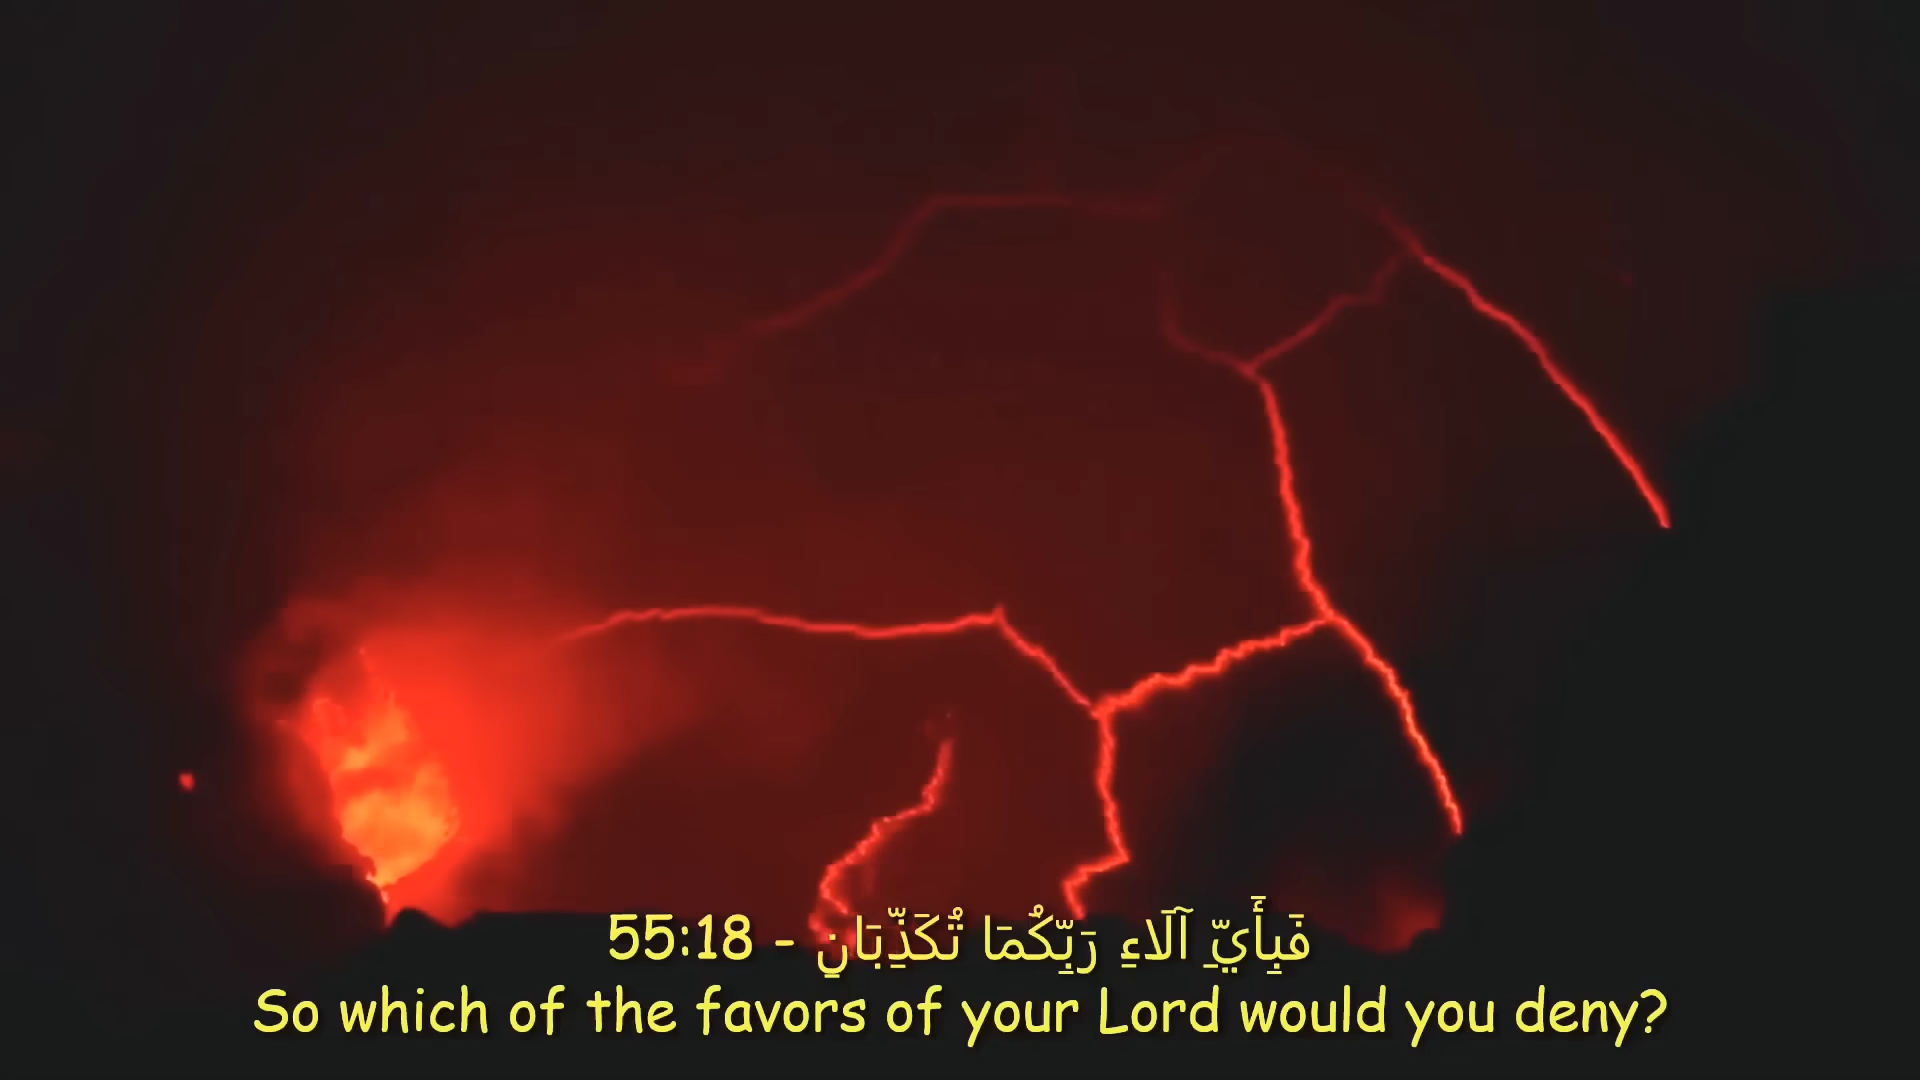 فَبِأَيِّ آلَاءِ رَبِّكُمَا تُكَذِّبَانِ - 55:18
So which of the favors of your Lord would you deny?